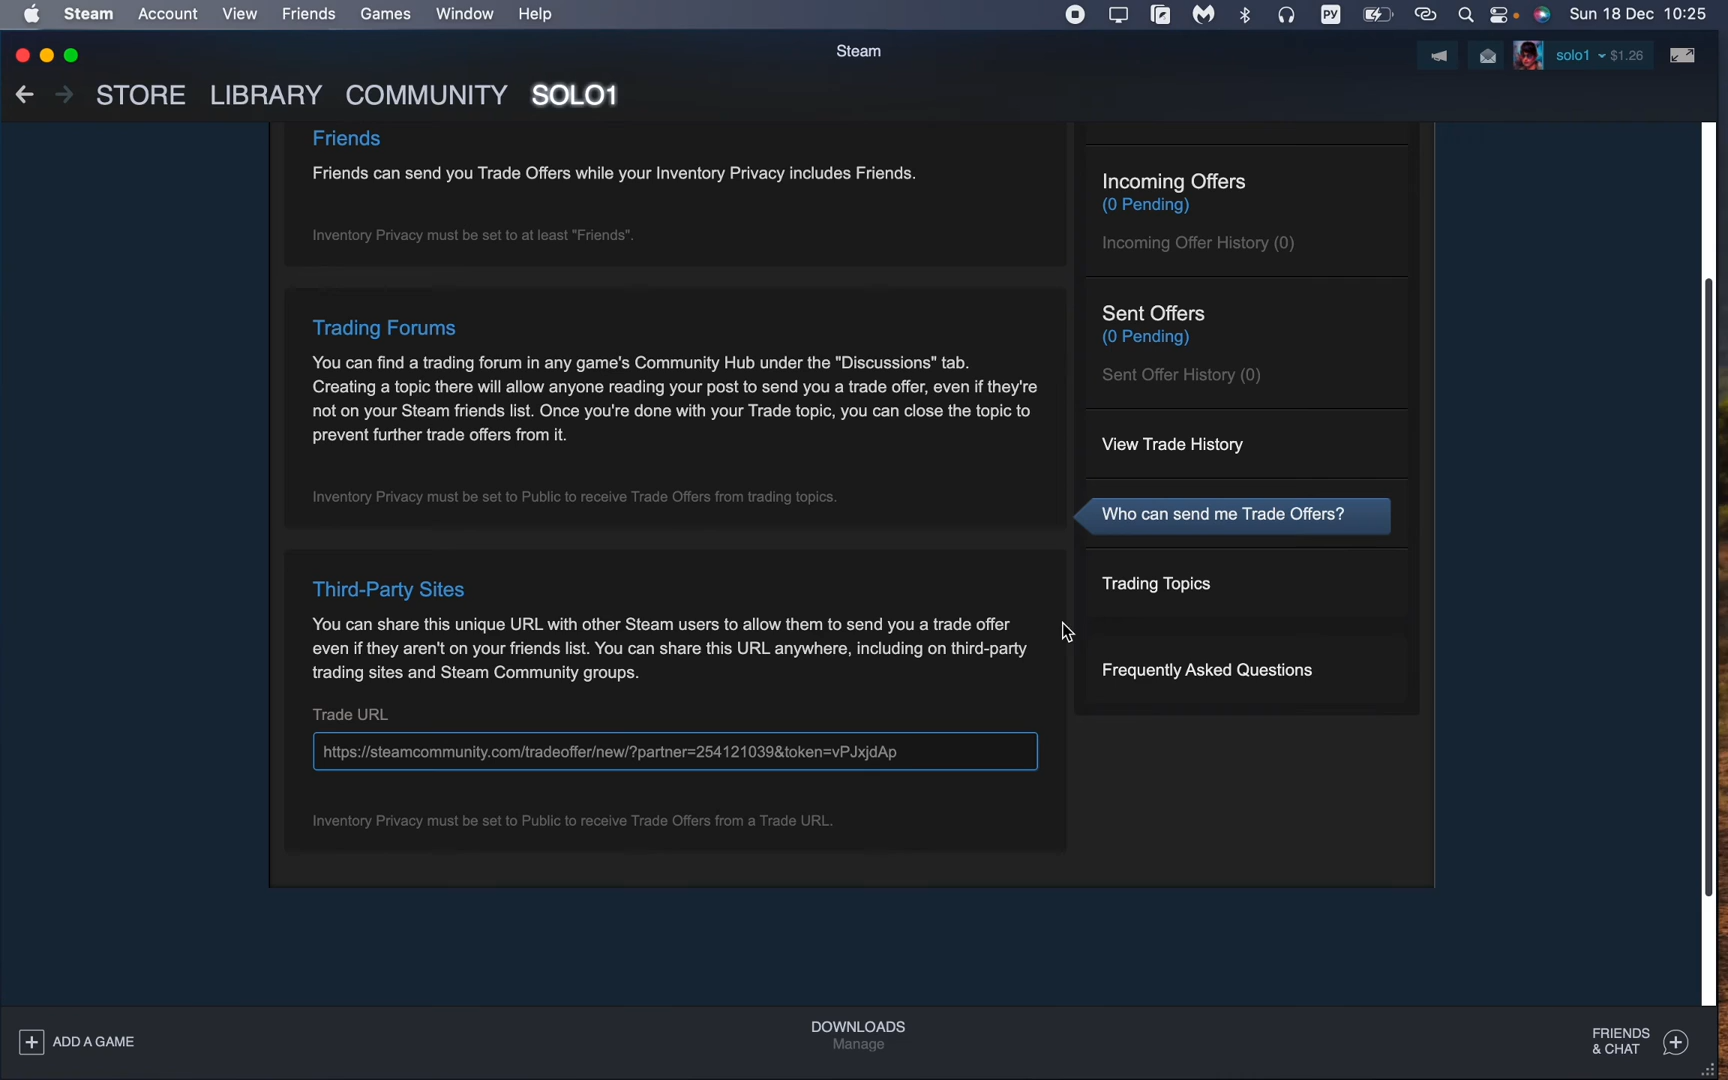 Steam Account View Friends Games Window Help РУ Sun 18 Dec 10:25
Steam
solo1 $1.26
STORE LIBRARY COMMUNITY SOLO1
Friends
Friends can send you Trade Offers while your Inventory Privacy includes Friends.
Inventory Privacy must be set to at least "Friends".
Trading Forums
You can find a trading forum in any game's Community Hub under the "Discussions" tab.
Creating a topic there will allow anyone reading your post to send you a trade offer, even if they're
not on your Steam friends list. Once you're done with your Trade topic, you can close the topic to
prevent further trade offers from it.
Inventory Privacy must be set to Public to receive Trade Offers from trading topics.
Third-Party Sites
You can share this unique URL with other Steam users to allow them to send you a trade offer
even if they aren't on your friends list. You can share this URL anywhere, including on third-party
trading sites and Steam Community groups.
Trade URL
https://steamcommunity.com/tradeoffer/new/?partner=254121039&token=vPJxjdAp
Inventory Privacy must be set to Public to receive Trade Offers from a Trade URL.
Incoming Offers
(0 Pending)
Incoming Offer History (0)
Sent Offers
(0 Pending)
Sent Offer History (0)
View Trade History
Who can send me Trade Offers?
Trading Topics
Frequently Asked Questions
ADD A GAME
DOWNLOADS
Manage
FRIENDS
& CHAT